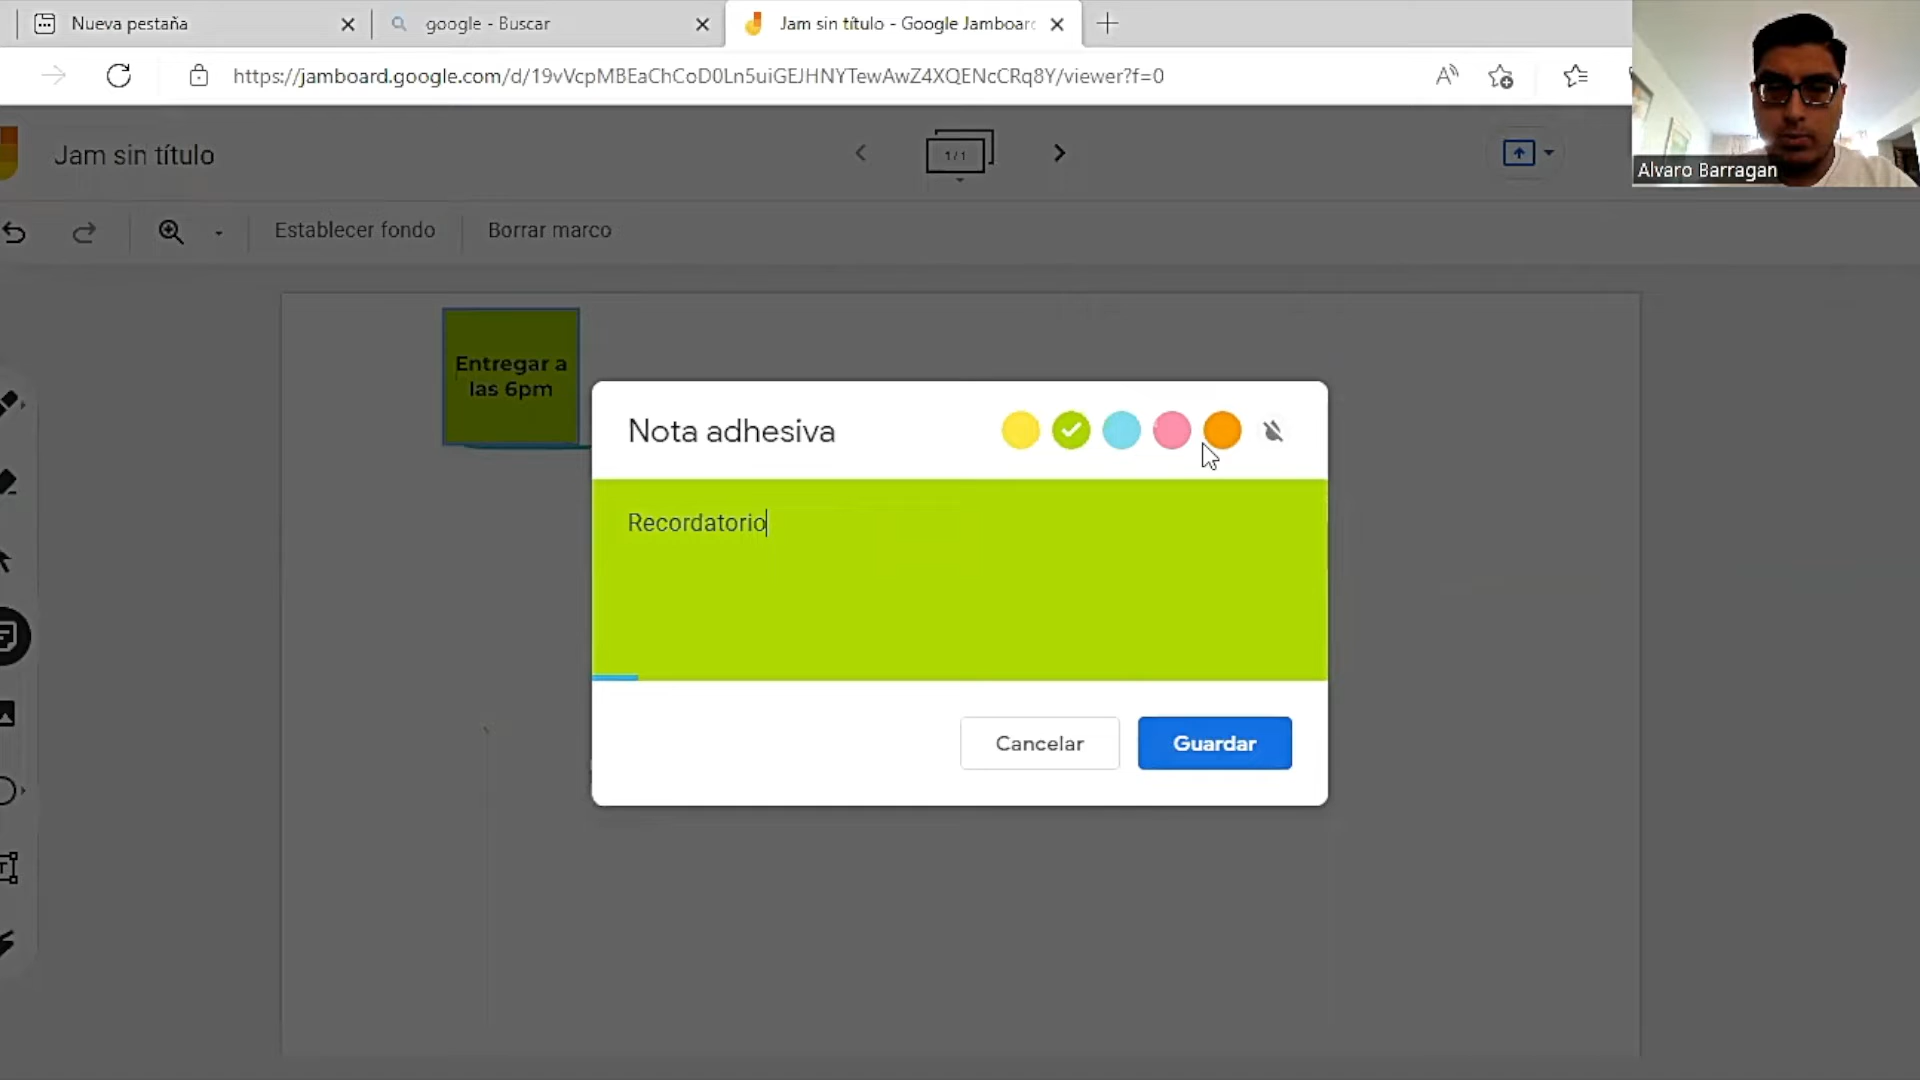 Nueva pestaña
google - Buscar
Jam sin título - Google Jamboar
https://jamboard.google.com/d/19vVcpMBEaChCoD0Ln5uiGEJHNYTewAwZ4XQENcCRq8Y/viewer?f=0
Alvaro Barragan
Jam sin título
1/1
Establecer fondo
Borrar marco
Entregar a
las 6pm
Nota adhesiva
Recordatorio
Cancelar
Guardar